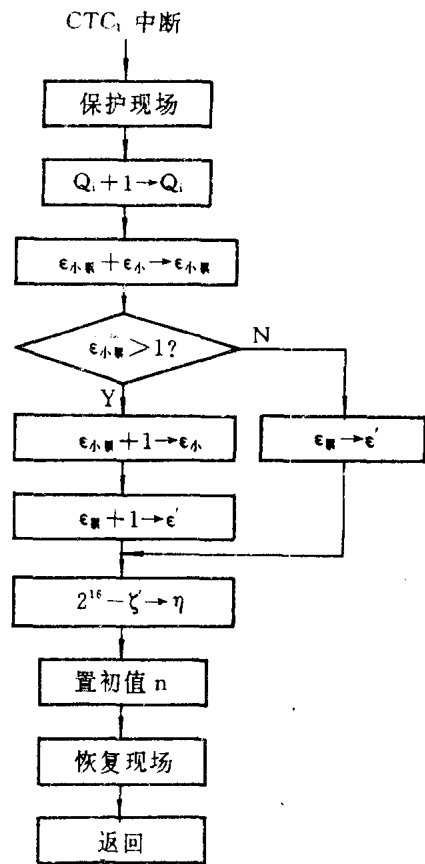 CTC₁ 中断
保护现场
Qᵢ+1→Qᵢ
ε小累+ε小→ε小累
ε小累>1?
N
Y
ε小累+1→ε小
ε累→ε′
ε累+1→ε′
2¹⁶−ζ′→η
置初值 n
恢复现场
返回